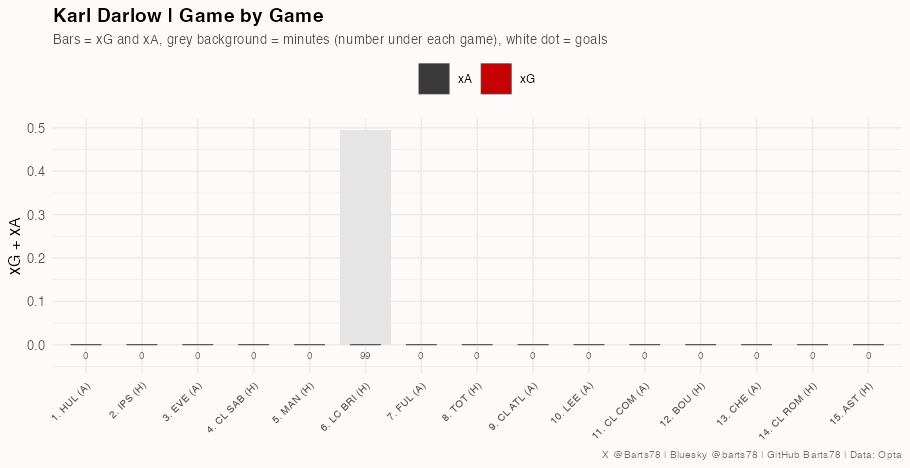 Karl Darlow | Game by Game
Bars = xG and xA, grey background = minutes (number under each game), white dot = goals
xA xG
xG + xA
0.5
0.4
0.3
0.2
0.1
0.0
0 0 0 0 0 99 0 0 0 0 0 0 0 0 0
1. HUL (A)
2. IPS (H)
3. EVE (A)
4. CL SAB (H)
5. MAN (H)
6. LC BRI (H)
7. FUL (A)
8. TOT (H)
9. CL ATL (A)
10. LEE (A)
11. CL COM (A)
12. BOU (H)
13. CHE (A)
14. CL ROM (H)
15. AST (H)
X @Barts78 | Bluesky @barts78 | GitHub Barts78 | Data: Opta